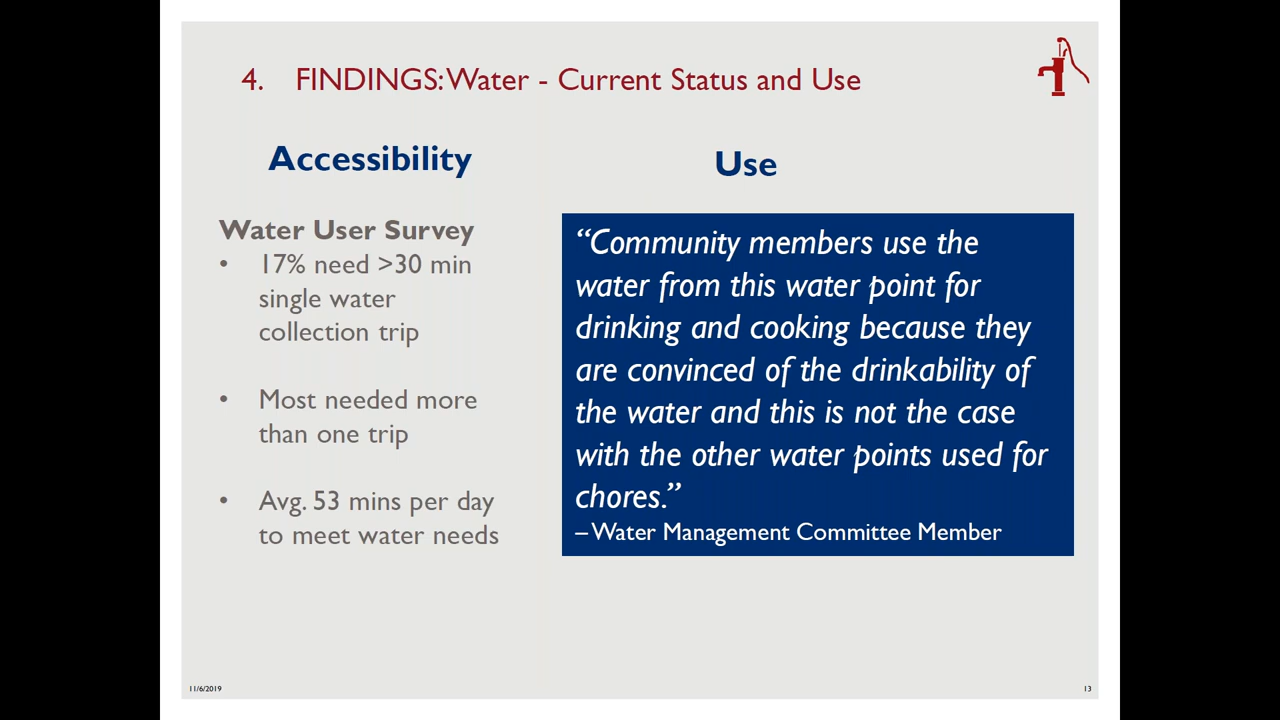 4. FINDINGS: Water - Current Status and Use
Accessibility
Water User Survey
• 17% need >30 min
single water
collection trip
• Most needed more
than one trip
• Avg. 53 mins per day
to meet water needs
Use
“Community members use the
water from this water point for
drinking and cooking because they
are convinced of the drinkability of
the water and this is not the case
with the other water points used for
chores.”
– Water Management Committee Member
11/6/2019
13